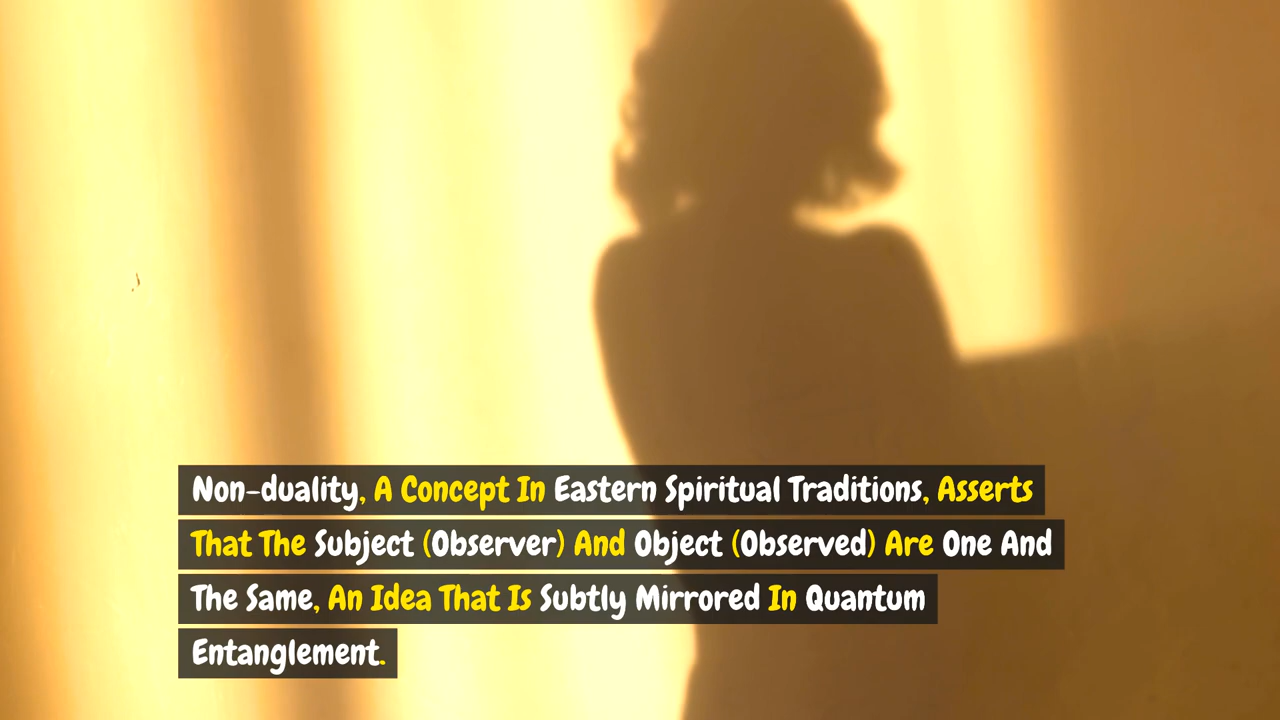 Non-duality, A Concept In Eastern Spiritual Traditions, Asserts
That The Subject (Observer) And Object (Observed) Are One And
The Same, An Idea That Is Subtly Mirrored In Quantum
Entanglement.